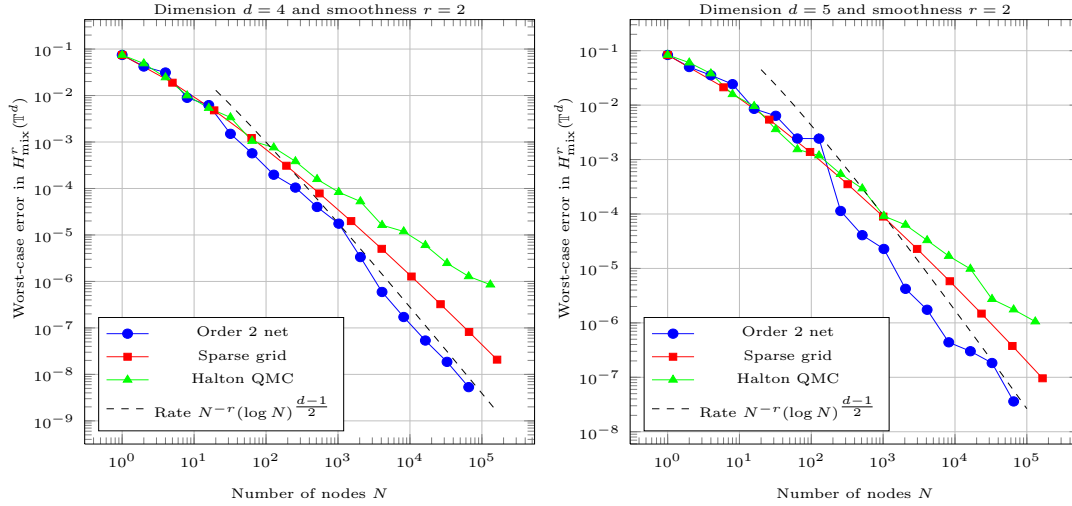 Dimension d = 4 and smoothness r = 2
Worst-case error in H^r_mix(𝕋^d)
10^−1
10^−2
10^−3
10^−4
10^−5
10^−6
10^−7
10^−8
10^−9
Order 2 net
Sparse grid
Halton QMC
Rate N^−r(log N)^(d−1)/2
10^0 10^1 10^2 10^3 10^4 10^5
Number of nodes N
Dimension d = 5 and smoothness r = 2
Worst-case error in H^r_mix(𝕋^d)
10^−1
10^−2
10^−3
10^−4
10^−5
10^−6
10^−7
10^−8
Order 2 net
Sparse grid
Halton QMC
Rate N^−r(log N)^(d−1)/2
10^0 10^1 10^2 10^3 10^4 10^5
Number of nodes N